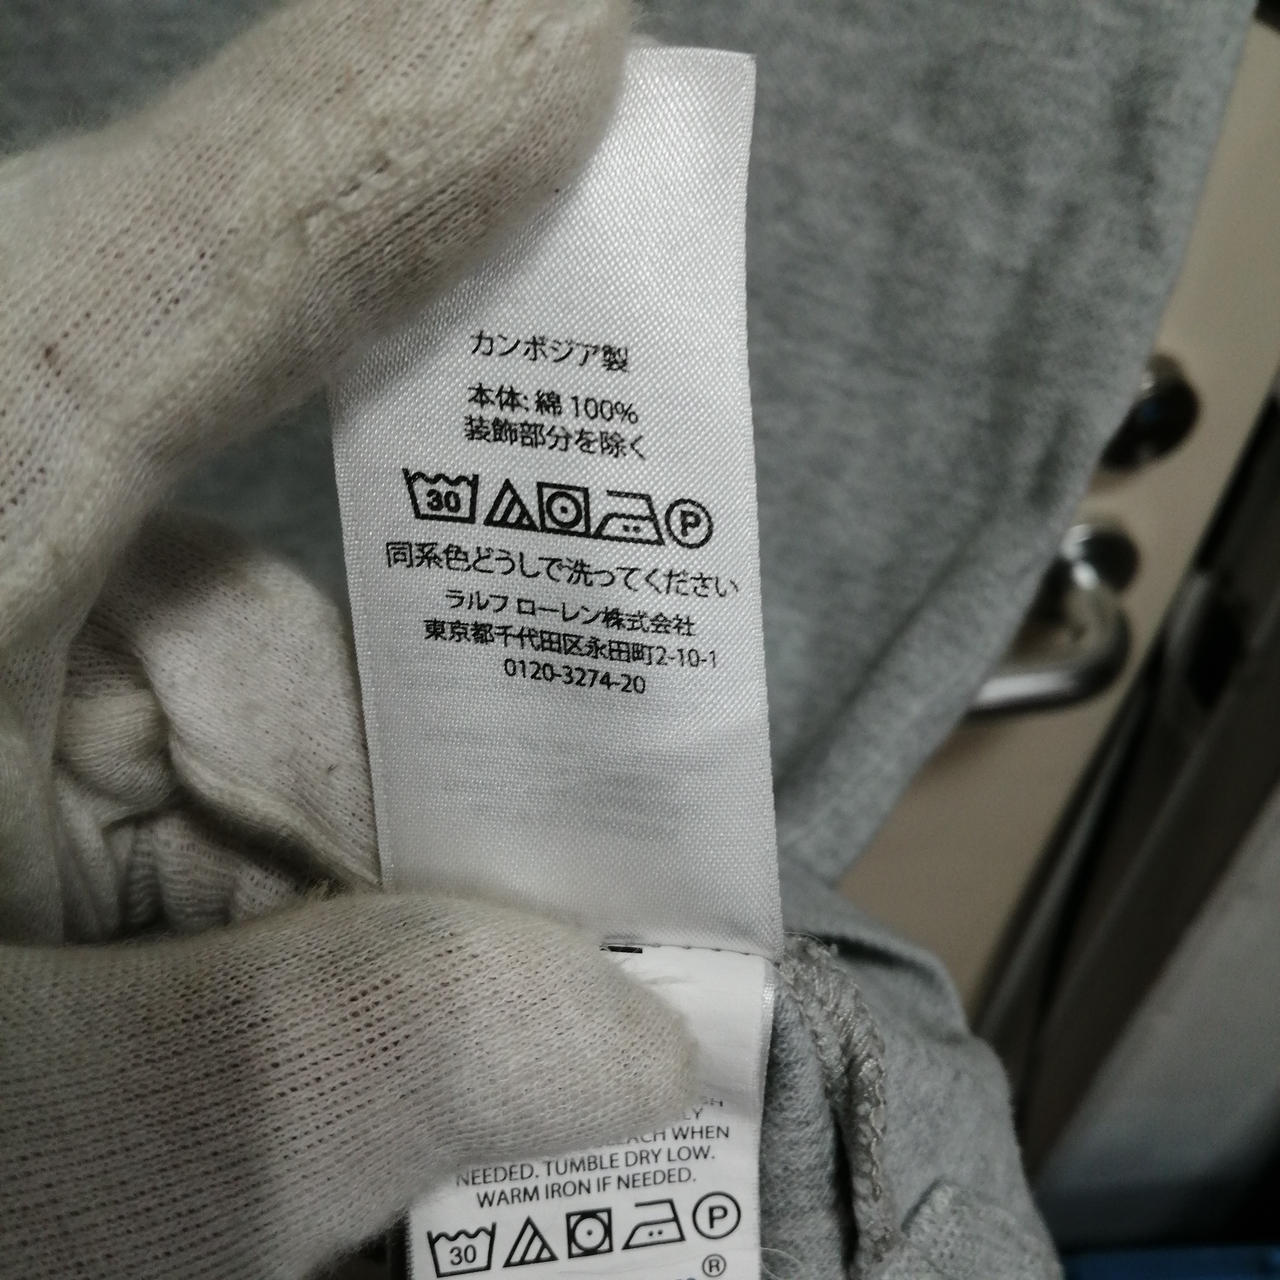 カンボジア製
本体: 綿 100%
装飾部分を除く
30 P
同系色どうしで洗ってください
ラルフ ローレン株式会社
東京都千代田区永田町2-10-1
0120-3274-20
WHEN
NEEDED. TUMBLE DRY LOW.
WARM IRON IF NEEDED.
30 P
®